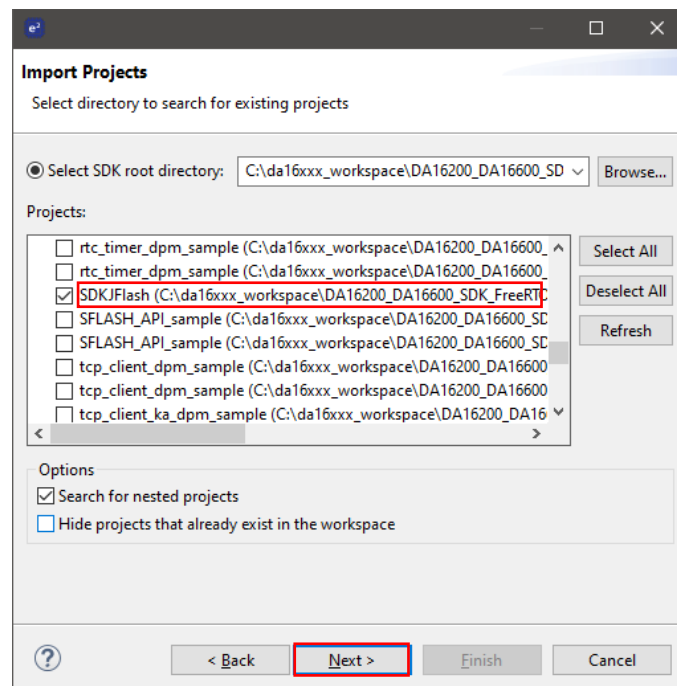 e²
Import Projects
Select directory to search for existing projects
Select SDK root directory: C:\da16xxx_workspace\DA16200_DA16600_SD Browse...
Projects:
rtc_timer_dpm_sample (C:\da16xxx_workspace\DA16200_DA16600_
rtc_timer_dpm_sample (C:\da16xxx_workspace\DA16200_DA16600_
SDKJFlash (C:\da16xxx_workspace\DA16200_DA16600_SDK_FreeRTO
SFLASH_API_sample (C:\da16xxx_workspace\DA16200_DA16600_SD
SFLASH_API_sample (C:\da16xxx_workspace\DA16200_DA16600_SD
tcp_client_dpm_sample (C:\da16xxx_workspace\DA16200_DA16600
tcp_client_dpm_sample (C:\da16xxx_workspace\DA16200_DA16600
tcp_client_ka_dpm_sample (C:\da16xxx_workspace\DA16200_DA16
Select All
Deselect All
Refresh
Options
Search for nested projects
Hide projects that already exist in the workspace
? < Back Next > Finish Cancel